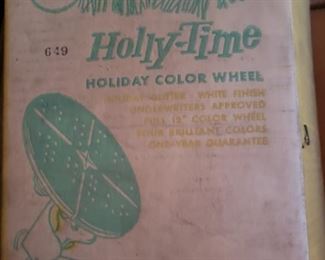 649
Holly-Time
HOLIDAY COLOR WHEEL
HOLIDAY GLITTER - WHITE FINISH
UNDERWRITERS APPROVED
FULL 12" COLOR WHEEL
FOUR BRILLIANT COLORS
ONE-YEAR GUARANTEE